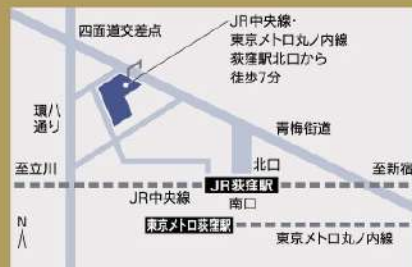 四面道交差点
JR中央線・
東京メトロ丸ノ内線
荻窪駅北口から
徒歩7分
環八
通り
青梅街道
至立川
北口
至新宿
JR荻窪駅
JR中央線
南口
東京メトロ荻窪駅
N
東京メトロ丸ノ内線